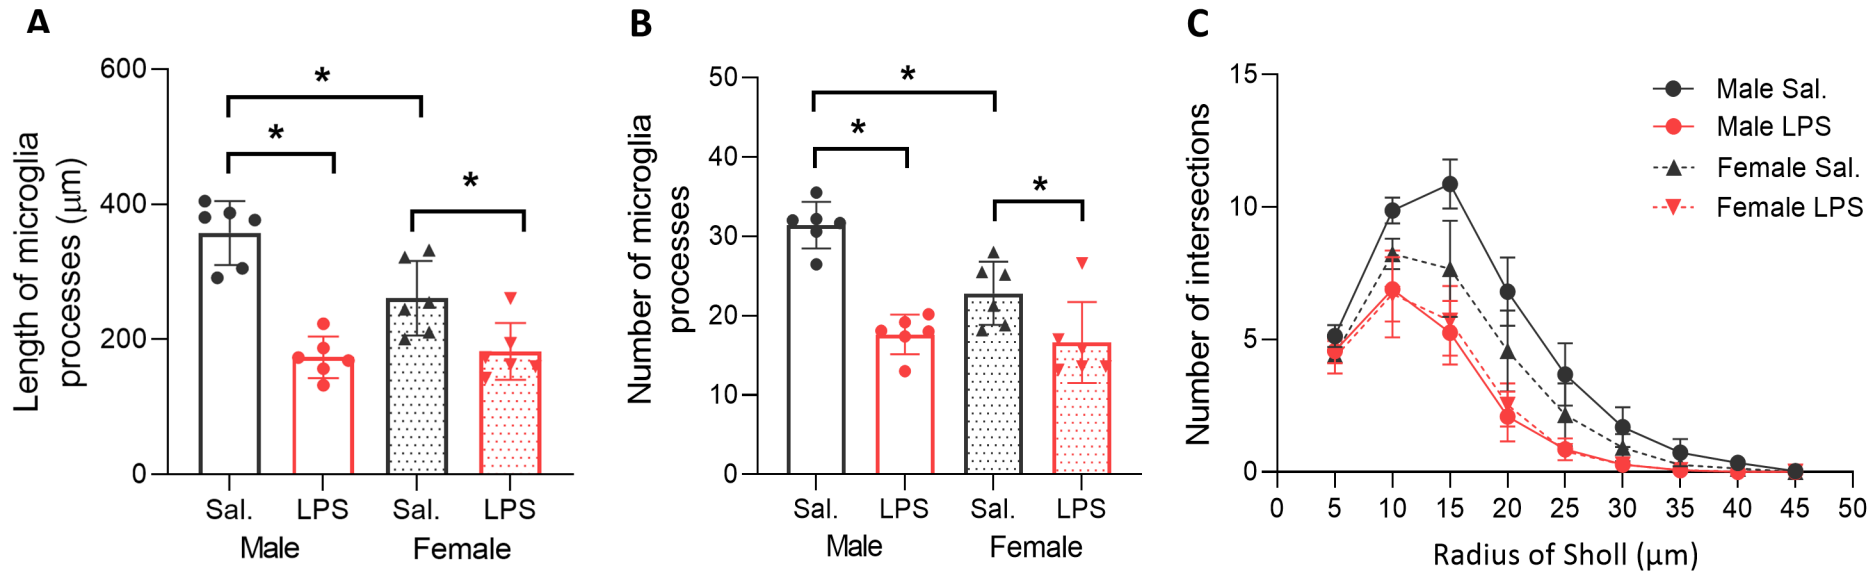 A
600
400
200
0
Length of microglia
processes (µm)
*
*
*
Sal. LPS Sal. LPS
Male Female
B
50
40
30
20
10
0
Number of microglia
processes
*
*
*
Sal. LPS Sal. LPS
Male Female
C
15
10
5
0
Number of intersections
Male Sal.
Male LPS
Female Sal.
Female LPS
0 5 10 15 20 25 30 35 40 45 50
Radius of Sholl (µm)